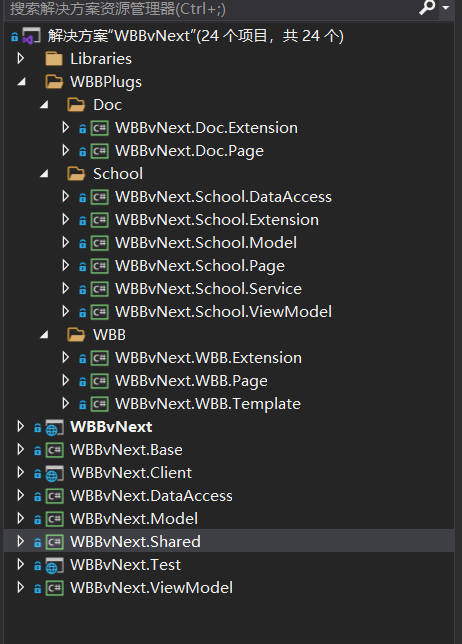 搜索解决方案资源管理器(Ctrl+;)
解决方案"WBBvNext"(24 个项目，共 24 个)
Libraries
WBBPlugs
Doc
WBBvNext.Doc.Extension
WBBvNext.Doc.Page
School
WBBvNext.School.DataAccess
WBBvNext.School.Extension
WBBvNext.School.Model
WBBvNext.School.Page
WBBvNext.School.Service
WBBvNext.School.ViewModel
WBB
WBBvNext.WBB.Extension
WBBvNext.WBB.Page
WBBvNext.WBB.Template
WBBvNext
WBBvNext.Base
WBBvNext.Client
WBBvNext.DataAccess
WBBvNext.Model
WBBvNext.Shared
WBBvNext.Test
WBBvNext.ViewModel